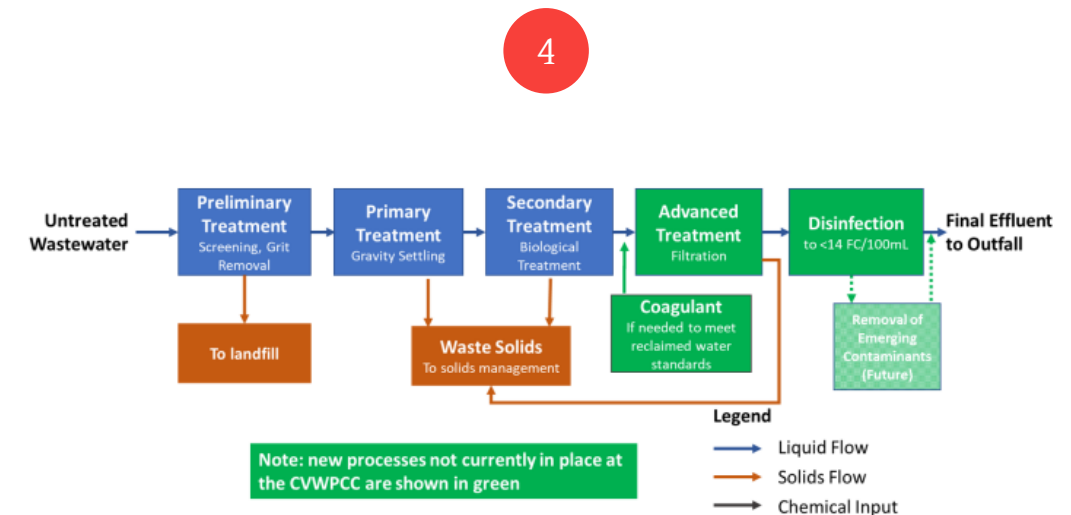 4
Untreated
Wastewater
Preliminary
Treatment
Screening, Grit
Removal
Primary
Treatment
Gravity Settling
Secondary
Treatment
Biological
Treatment
Advanced
Treatment
Filtration
Disinfection
to <14 FC/100mL
Final Effluent
to Outfall
To landfill
Waste Solids
To solids management
Coagulant
If needed to meet
reclaimed water
standards
Removal of
Emerging
Contaminants
(Future)
Note: new processes not currently in place at
the CVWPCC are shown in green
Legend
Liquid Flow
Solids Flow
Chemical Input